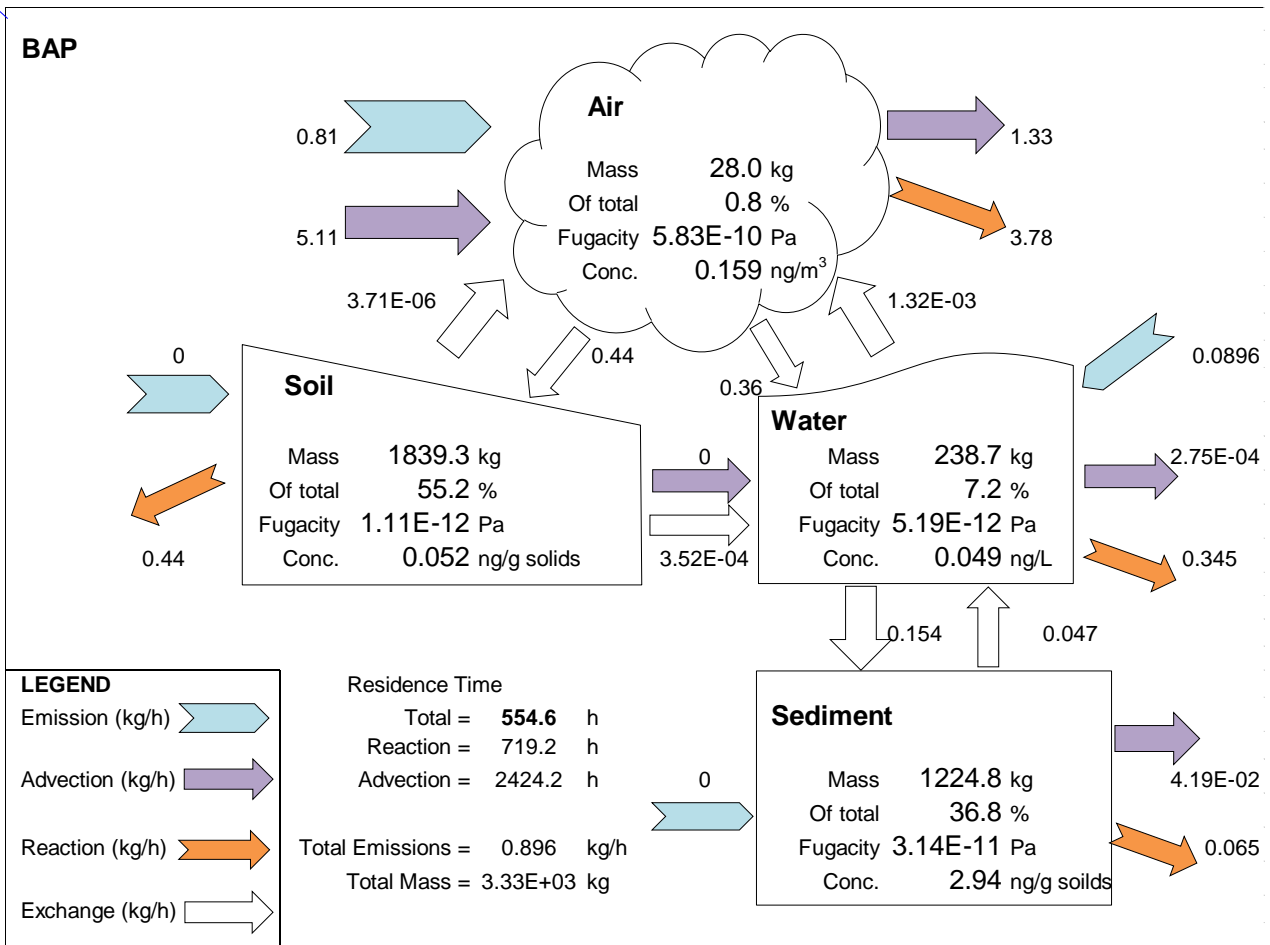 BAP
Air
0.81
1.33
Mass 28.0 kg
Of total 0.8 %
Fugacity 5.83E-10 Pa
Conc. 0.159 ng/m³
5.11
3.78
3.71E-06
1.32E-03
0
0.44
0.36
0.0896
Soil
Mass 1839.3 kg
Of total 55.2 %
Fugacity 1.11E-12 Pa
Conc. 0.052 ng/g solids
0.44
0
3.52E-04
Water
Mass 238.7 kg
Of total 7.2 %
Fugacity 5.19E-12 Pa
Conc. 0.049 ng/L
2.75E-04
0.345
0.154
0.047
LEGEND
Emission (kg/h)
Advection (kg/h)
Reaction (kg/h)
Exchange (kg/h)
Residence Time
Total = 554.6 h
Reaction = 719.2 h
Advection = 2424.2 h
Total Emissions = 0.896 kg/h
Total Mass = 3.33E+03 kg
0
Sediment
Mass 1224.8 kg
Of total 36.8 %
Fugacity 3.14E-11 Pa
Conc. 2.94 ng/g soilds
4.19E-02
0.065